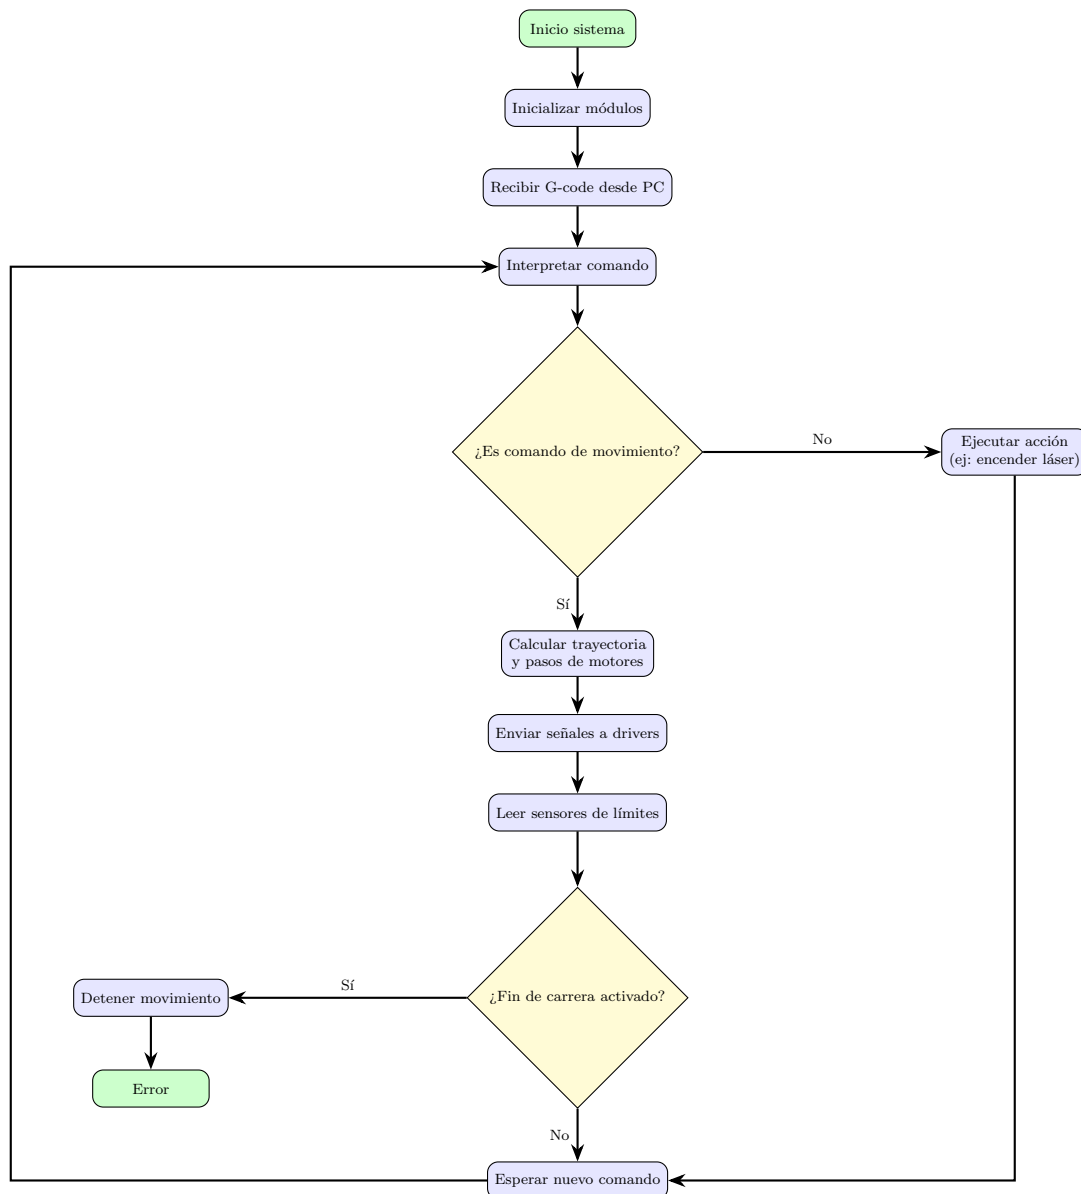 Inicio sistema
Inicializar módulos
Recibir G-code desde PC
Interpretar comando
¿Es comando de movimiento?
No
Ejecutar acción
(ej: encender láser)
Sí
Calcular trayectoria
y pasos de motores
Enviar señales a drivers
Leer sensores de límites
¿Fin de carrera activado?
Sí
Detener movimiento
Error
No
Esperar nuevo comando